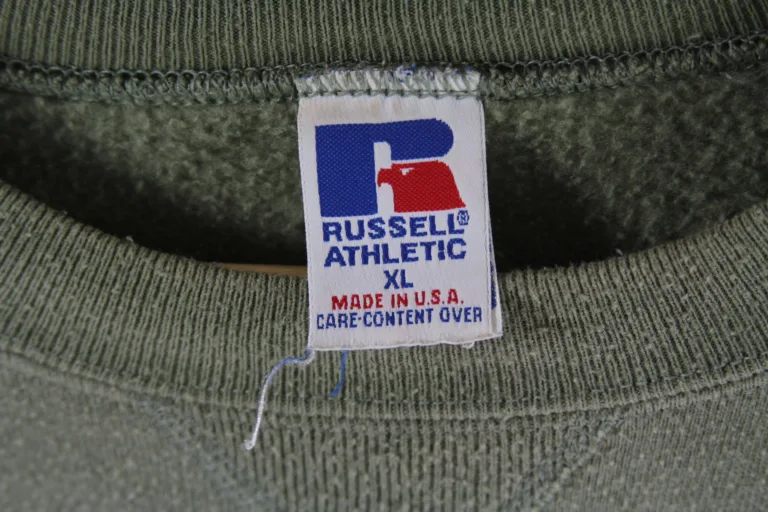 RUSSELL®
ATHLETIC
XL
MADE IN U.S.A.
CARE-CONTENT OVER